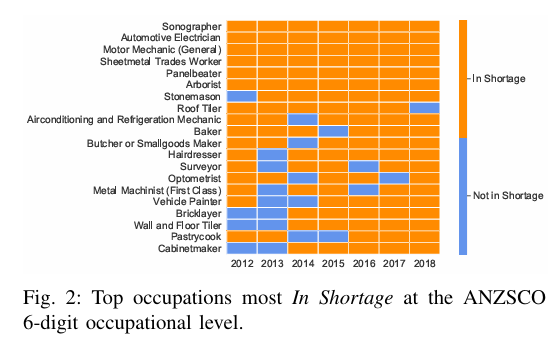 Sonographer
Automotive Electrician
Motor Mechanic (General)
Sheetmetal Trades Worker
Panelbeater
Arborist
Stonemason
Roof Tiler
Airconditioning and Refrigeration Mechanic
Baker
Butcher or Smallgoods Maker
Hairdresser
Surveyor
Optometrist
Metal Machinist (First Class)
Vehicle Painter
Bricklayer
Wall and Floor Tiler
Pastrycook
Cabinetmaker
2012 2013 2014 2015 2016 2017 2018
In Shortage
Not in Shortage
Fig. 2: Top occupations most In Shortage at the ANZSCO
6-digit occupational level.